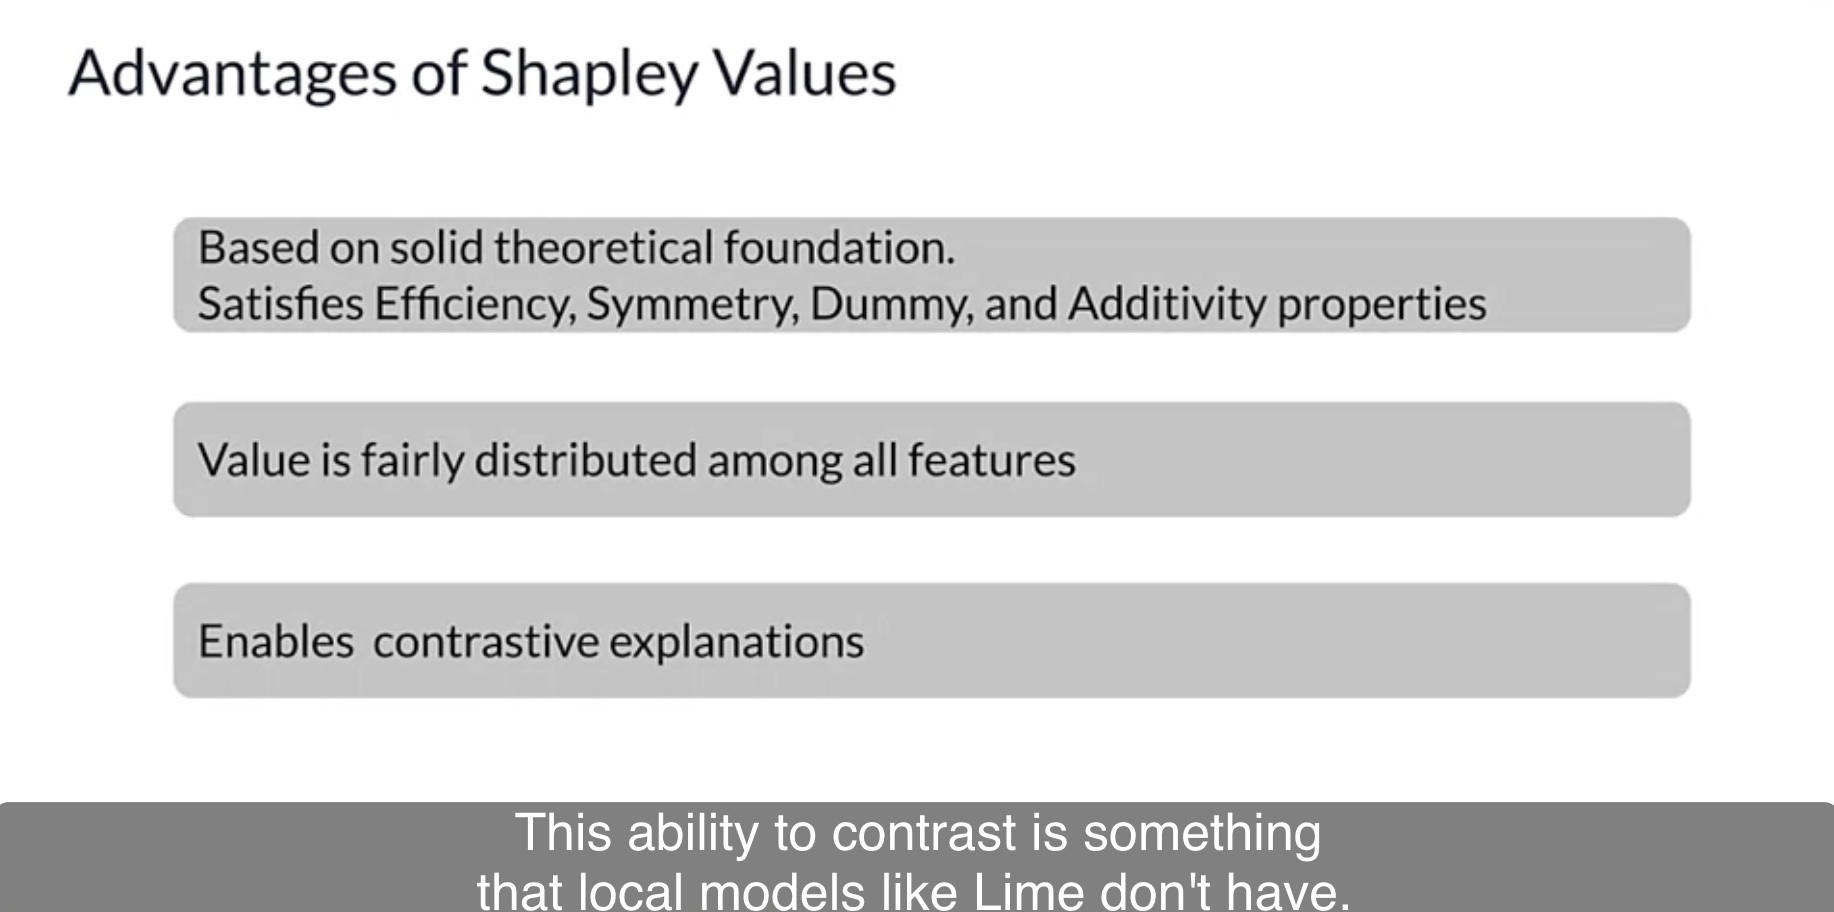 Advantages of Shapley Values
Based on solid theoretical foundation.
Satisfies Efficiency, Symmetry, Dummy, and Additivity properties
Value is fairly distributed among all features
Enables contrastive explanations
This ability to contrast is something
that local models like Lime don't have.